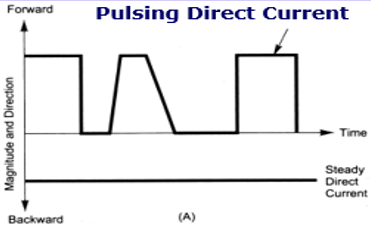 Forward
Pulsing Direct Current
Magnitude and Direction
Time
Steady
Direct
Current
Backward
(A)